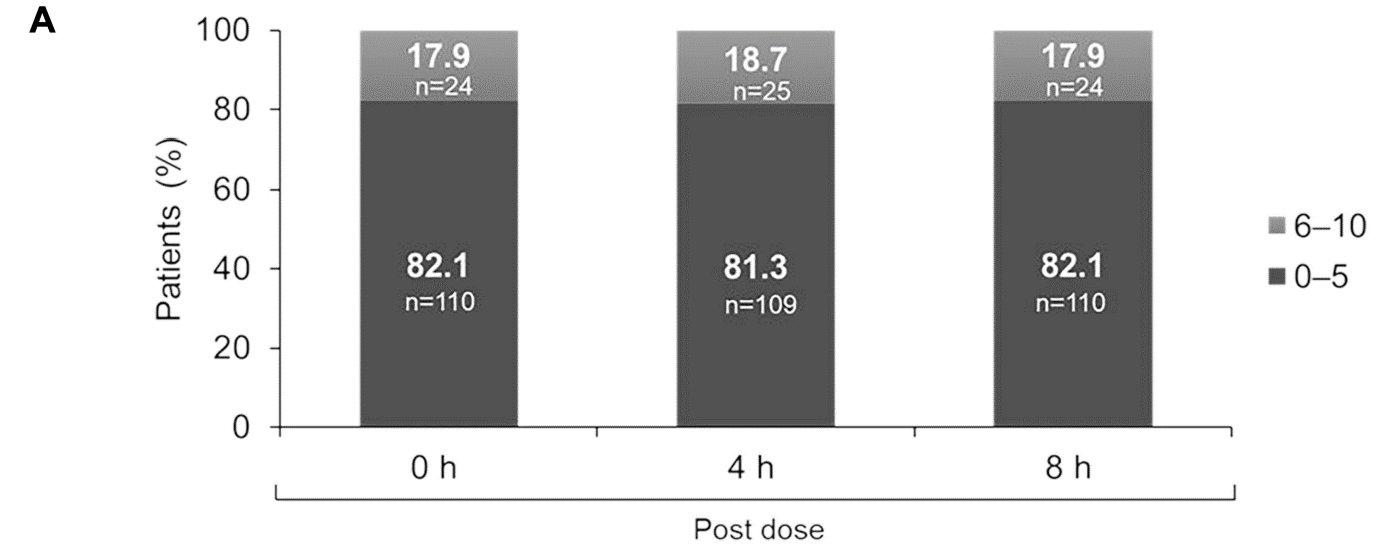 A
Patients (%)
100
80
60
40
20
0
17.9
n=24
82.1
n=110
18.7
n=25
81.3
n=109
17.9
n=24
82.1
n=110
6–10
0–5
0 h
4 h
8 h
Post dose